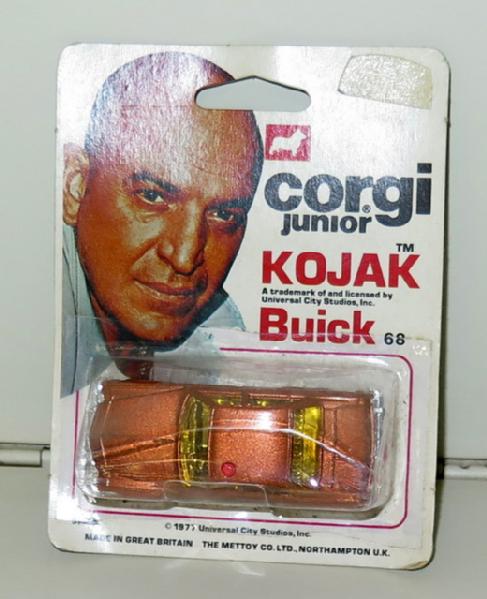 corgi®
junior
KOJAK™
A trademark of and licensed by
Universal City Studios, Inc.
Buick 68
© 1977 Universal City Studios, Inc.
MADE IN GREAT BRITAIN THE METTOY CO. LTD., NORTHAMPTON U.K.